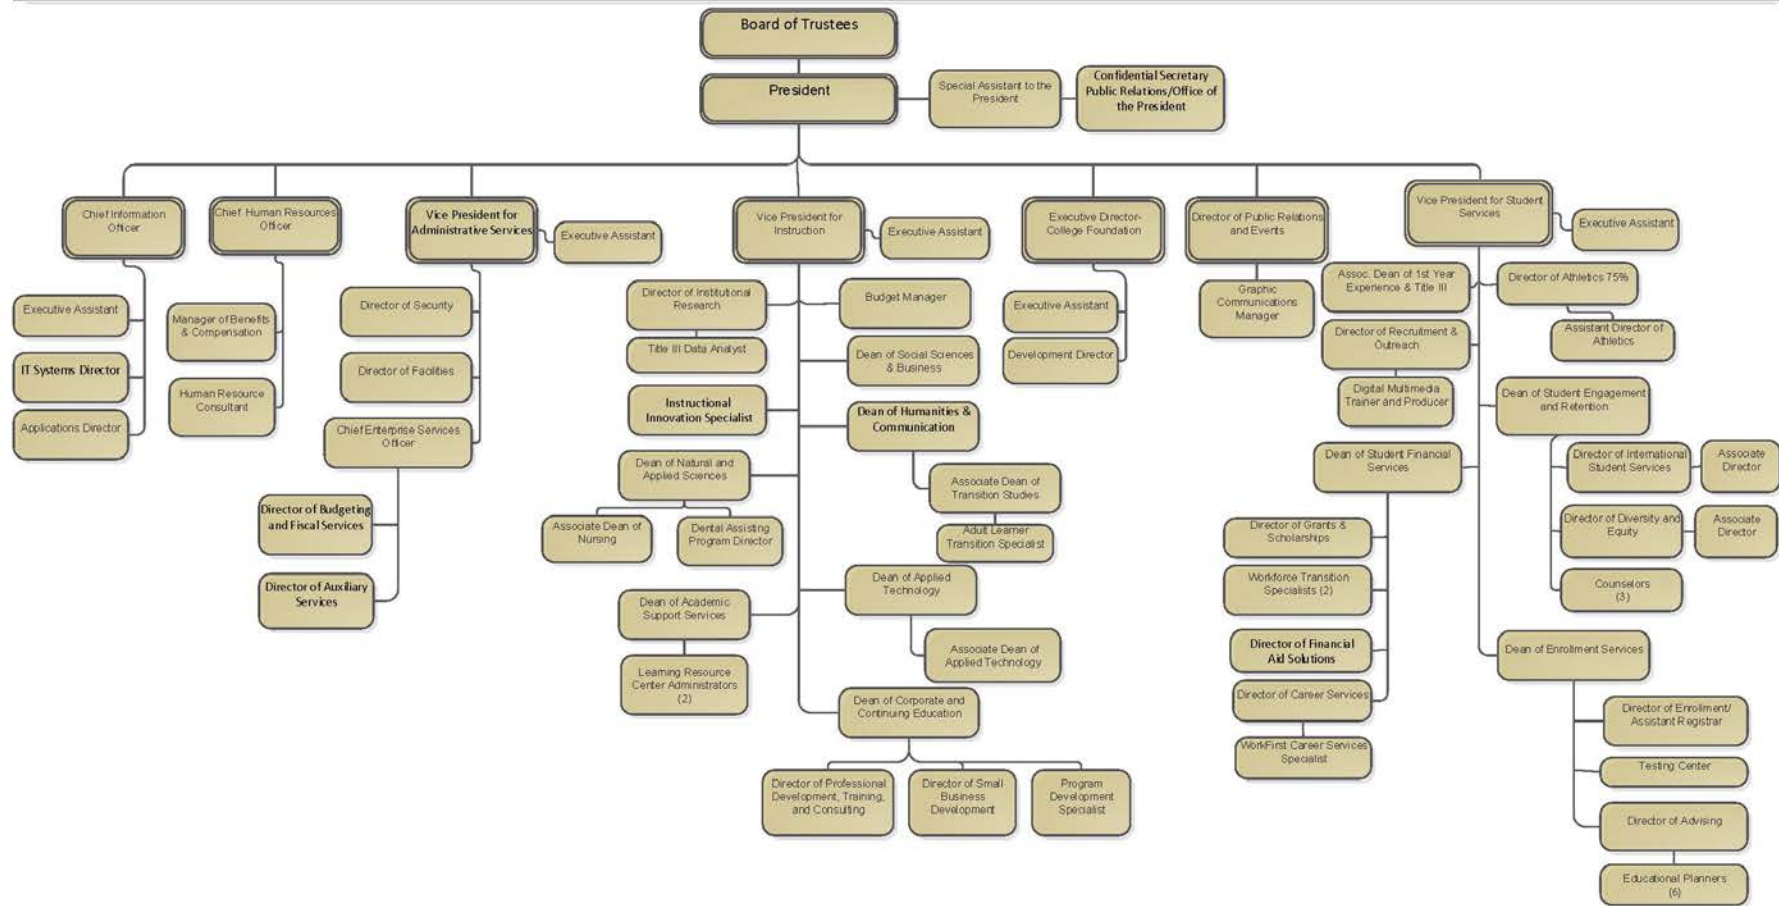 Board of Trustees
President
Special Assistant to the
President
Confidential Secretary
Public Relations/Office of
the President
Chief Information
Officer
Executive Assistant
IT Systems Director
Applications Director
Chief Human Resources
Officer
Manager of Benefits
& Compensation
Human Resource
Consultant
Vice President for
Administrative Services
Executive Assistant
Director of Security
Director of Facilities
Chief Enterprise Services
Officer
Director of Budgeting
and Fiscal Services
Director of Auxiliary
Services
Vice President for
Instruction
Executive Assistant
Director of Institutional
Research
Title III Data Analyst
Budget Manager
Dean of Social Sciences
& Business
Instructional
Innovation Specialist
Dean of Humanities &
Communication
Associate Dean of
Transition Studies
Adult Learner
Transition Specialist
Dean of Natural and
Applied Sciences
Associate Dean of
Nursing
Dental Assisting
Program Director
Dean of Applied
Technology
Associate Dean of
Applied Technology
Dean of Academic
Support Services
Learning Resource
Center Administrators
(2)
Dean of Corporate and
Continuing Education
Director of Professional
Development, Training,
and Consulting
Director of Small
Business
Development
Program
Development
Specialist
Executive Director-
College Foundation
Executive Assistant
Development Director
Director of Public Relations
and Events
Graphic
Communications
Manager
Vice President for Student
Services
Executive Assistant
Assoc. Dean of 1st Year
Experience & Title III
Director of Athletics 75%
Assistant Director of
Athletics
Director of Recruitment &
Outreach
Digital Multimedia
Trainer and Producer
Dean of Student Engagement
and Retention
Director of International
Student Services
Associate
Director
Director of Diversity and
Equity
Associate
Director
Counselors
(3)
Dean of Student Financial
Services
Director of Grants &
Scholarships
Workforce Transition
Specialists (2)
Director of Financial
Aid Solutions
Director of Career Services
WorkFirst Career Services
Specialist
Dean of Enrollment Services
Director of Enrollment/
Assistant Registrar
Testing Center
Director of Advising
Educational Planners
(6)